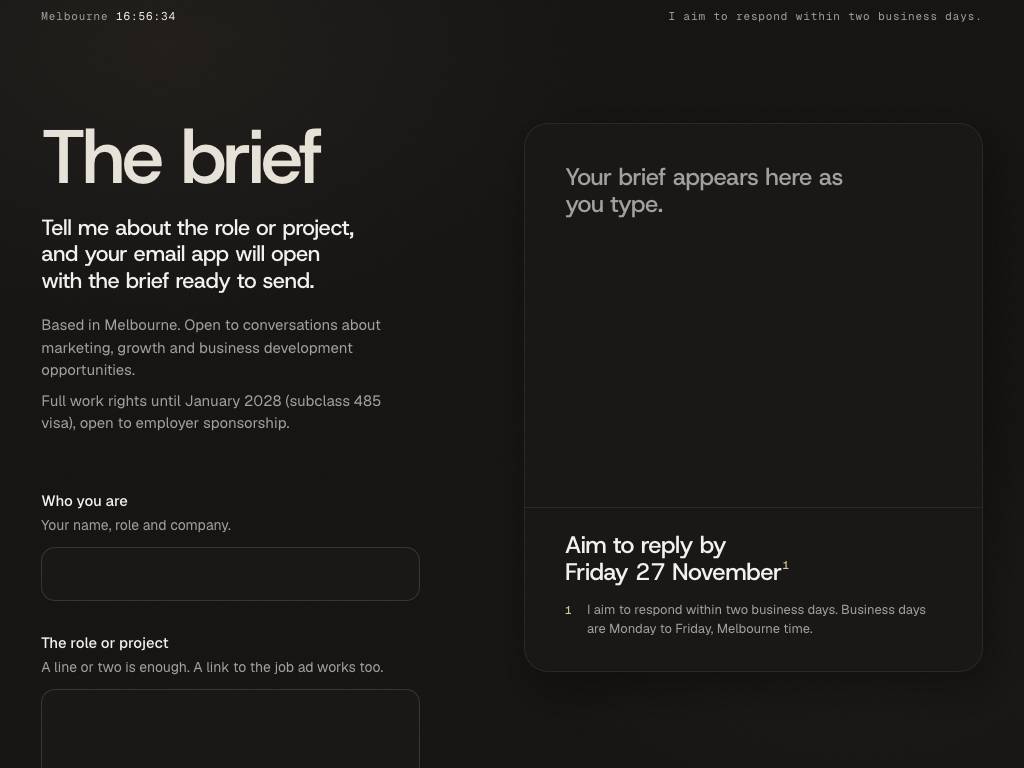 Melbourne 16:56:34
I aim to respond within two business days.
The brief
Tell me about the role or project,
and your email app will open
with the brief ready to send.
Based in Melbourne. Open to conversations about
marketing, growth and business development
opportunities.
Full work rights until January 2028 (subclass 485
visa), open to employer sponsorship.
Who you are
Your name, role and company.
The role or project
A line or two is enough. A link to the job ad works too.
Your brief appears here as
you type.
Aim to reply by
Friday 27 November1
1 I aim to respond within two business days. Business days
are Monday to Friday, Melbourne time.